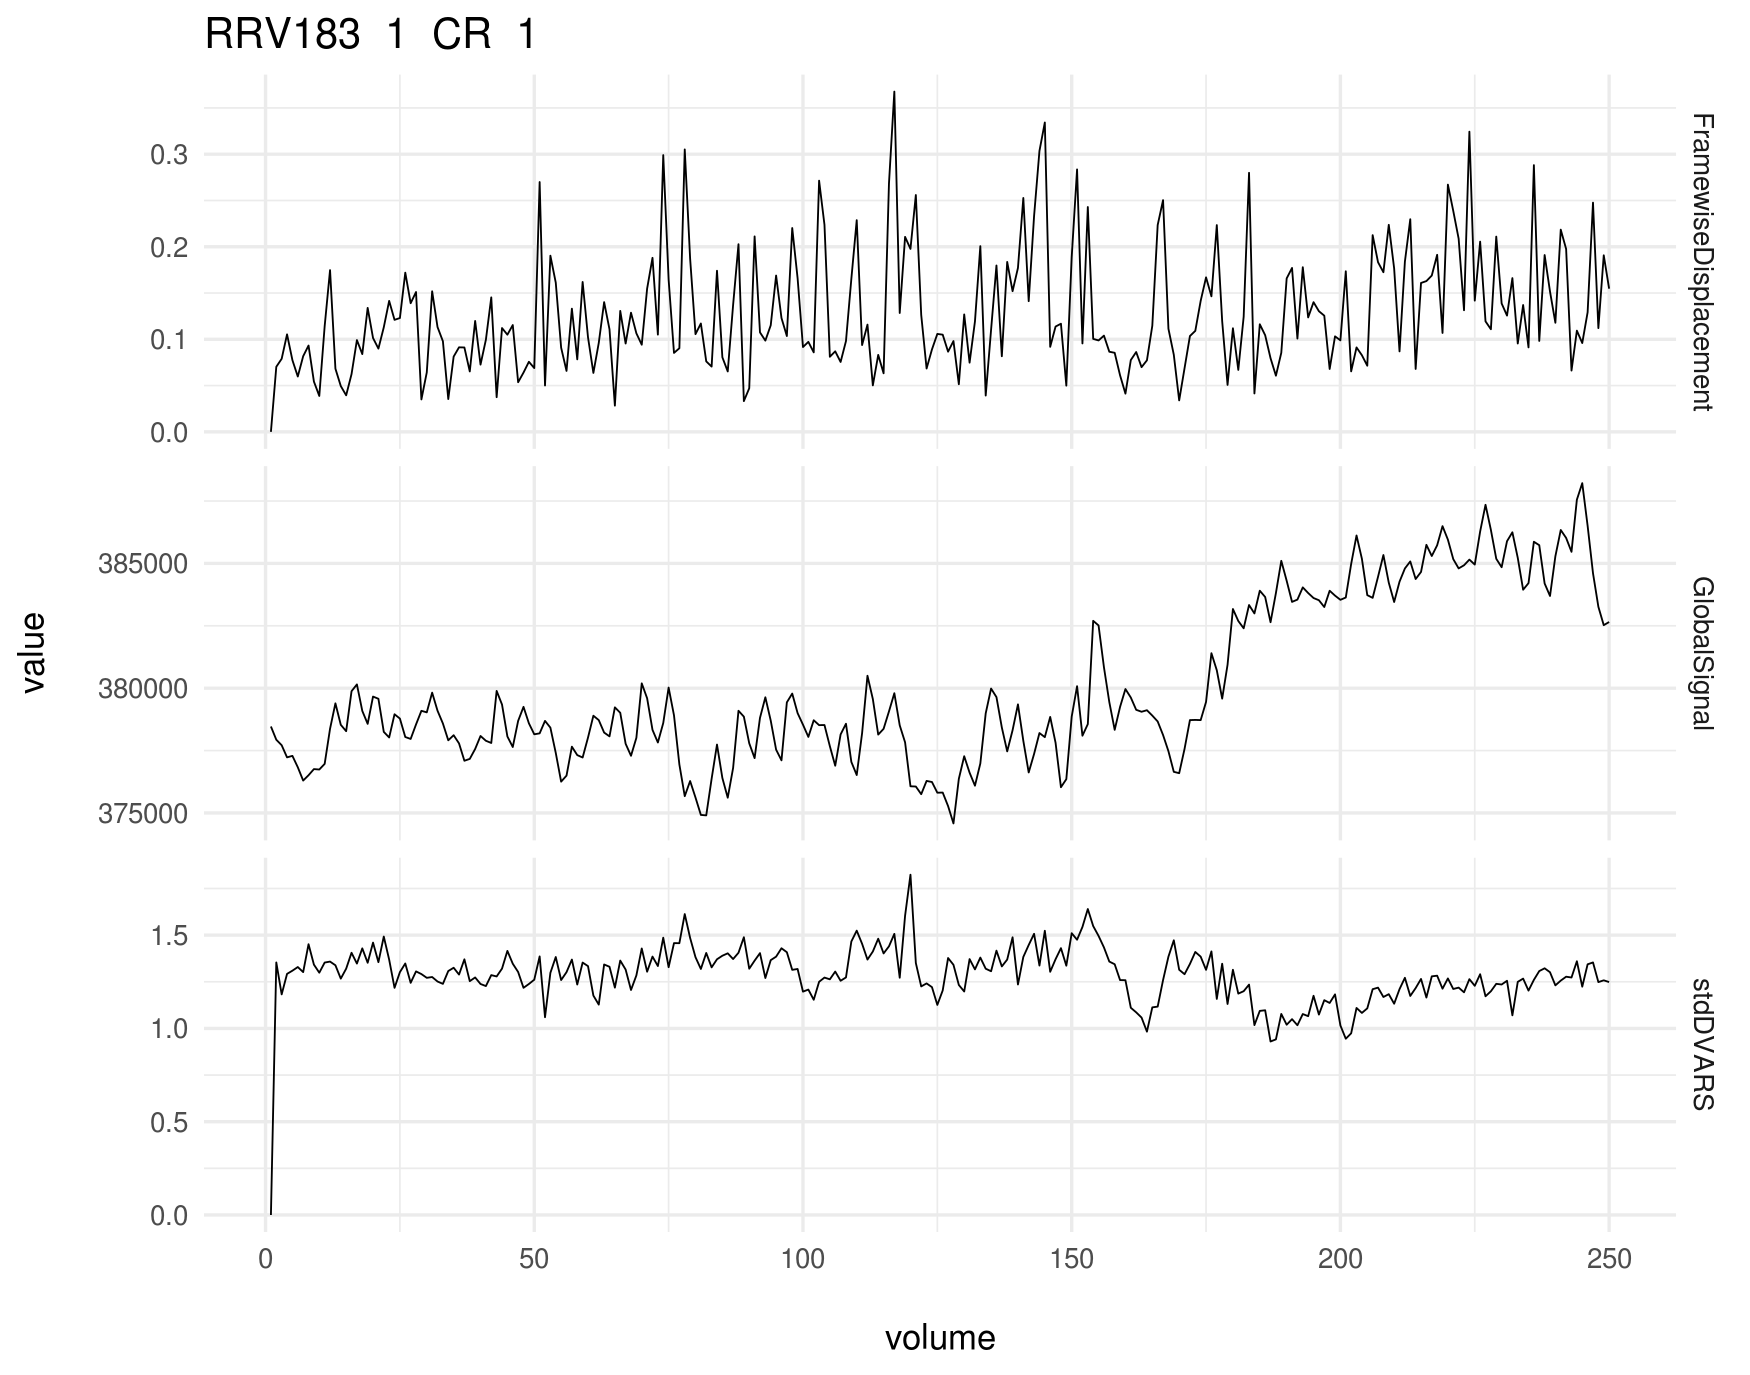 RRV183 1 CR 1
0.3
0.2
0.1
0.0
FramewiseDisplacement
385000
380000
375000
GlobalSignal
value
1.5
1.0
0.5
0.0
stdDVARS
0 50 100 150 200 250
volume